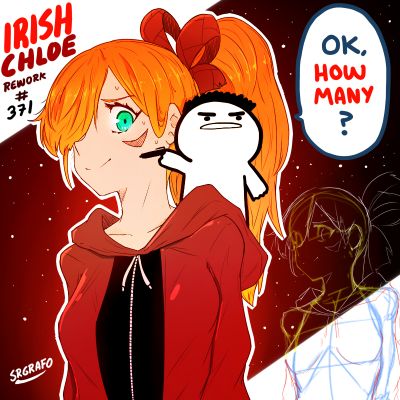 IRISH
CHLOE
REWORK
#
371
OK,
HOW
MANY
?
SRGRAFO